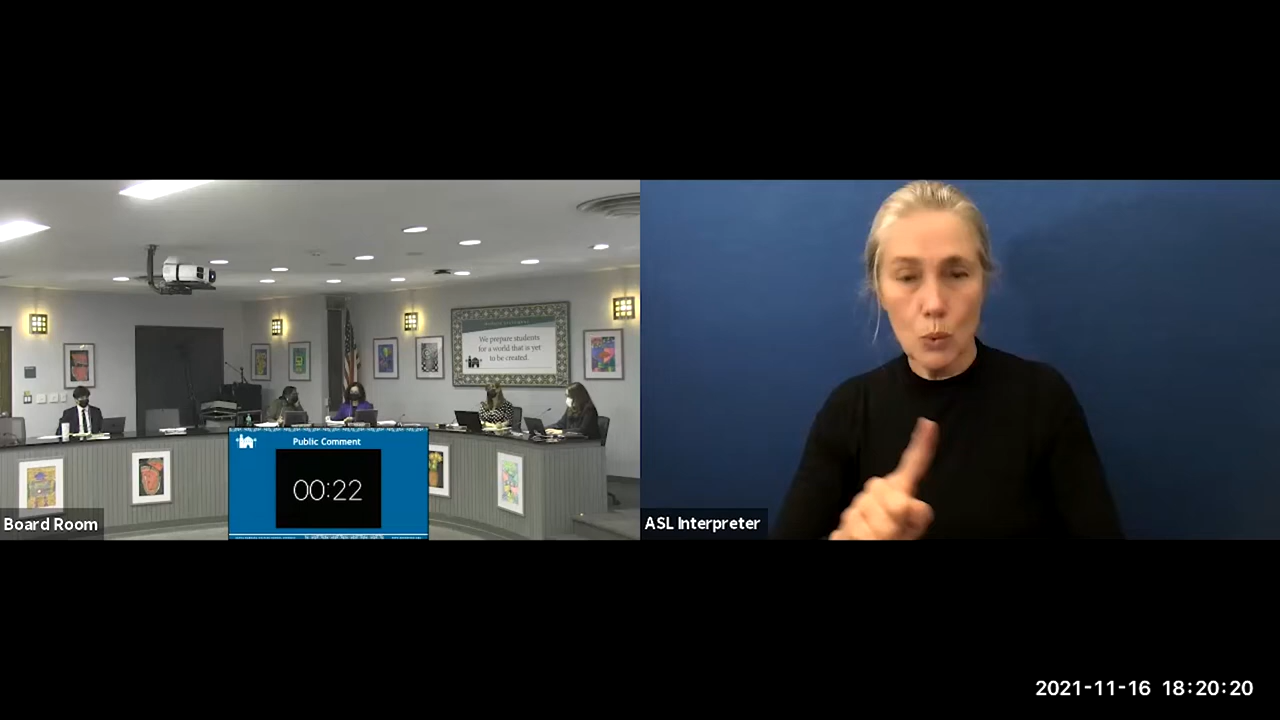 We prepare students
for a world that is yet
to be created.
Public Comment
00:22
Board Room
ASL Interpreter
2021-11-16 18:20:20